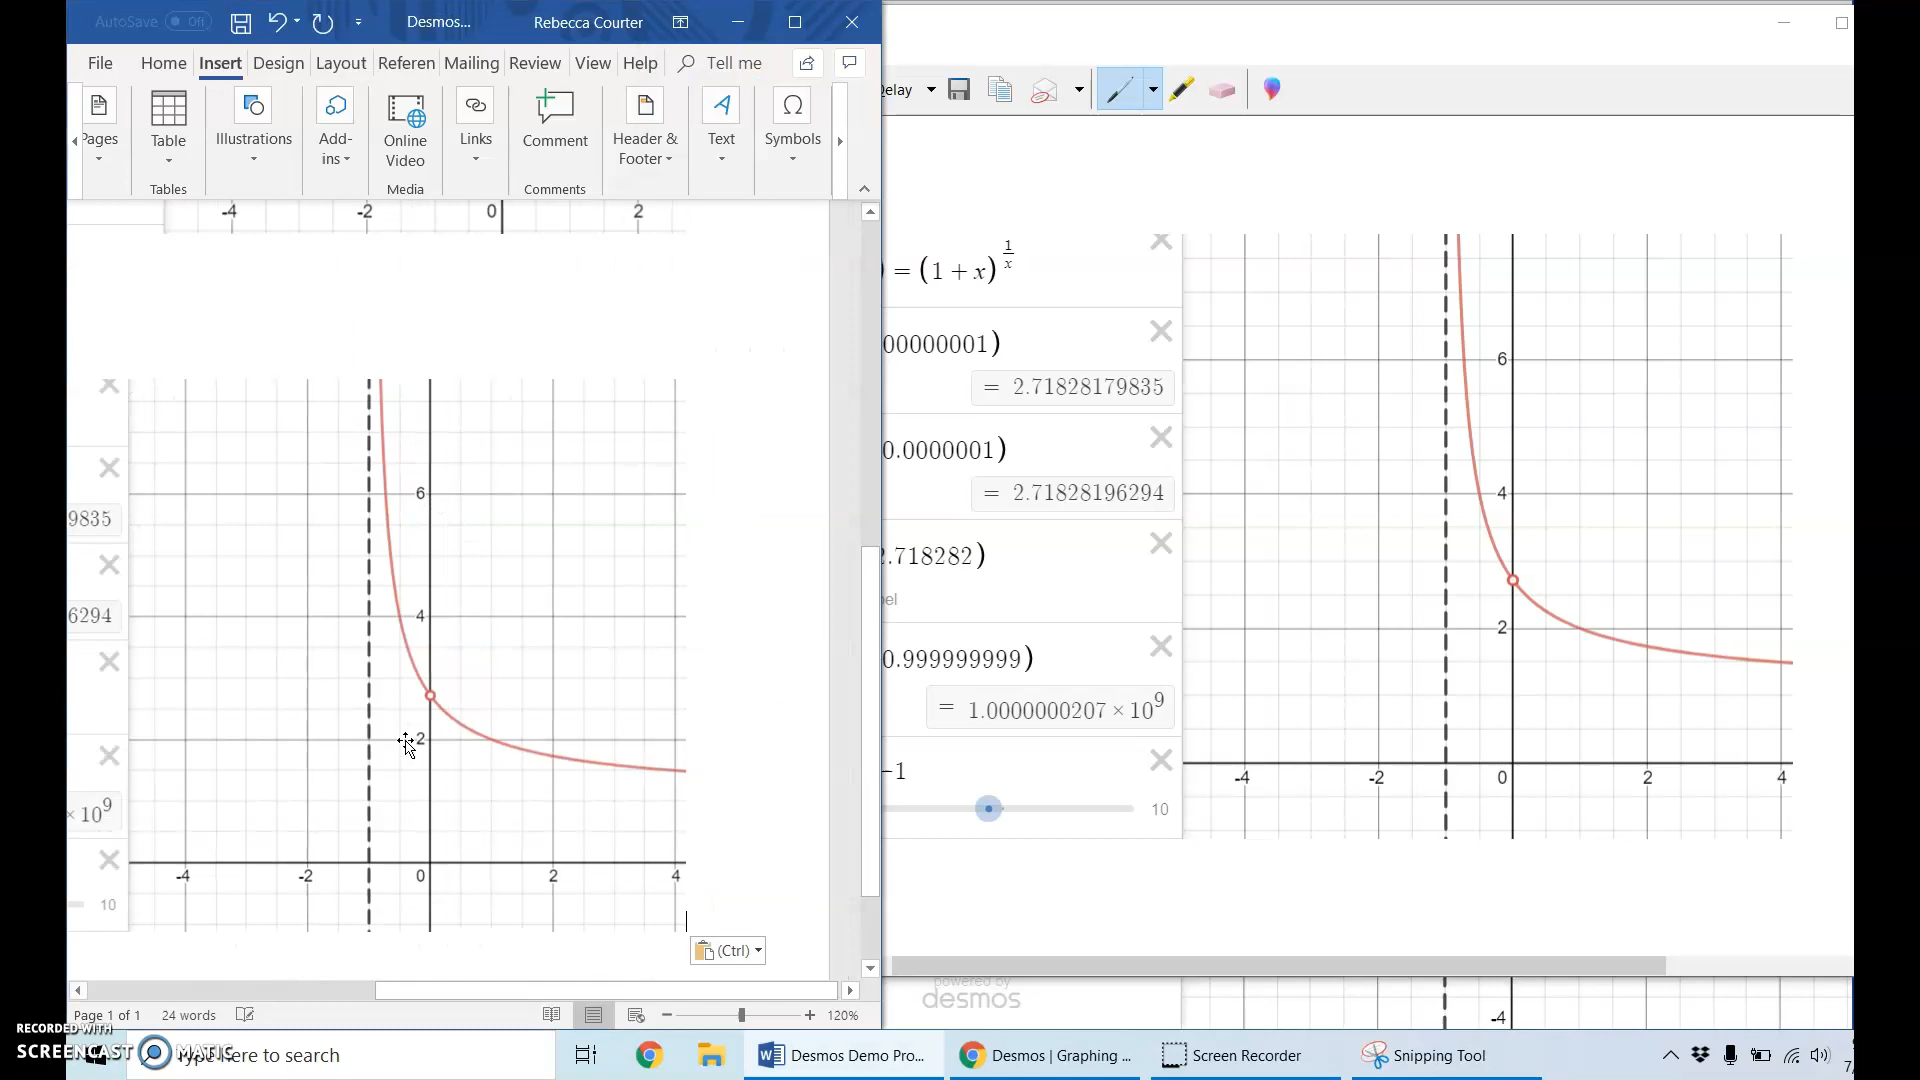 AutoSave Off Desmos... Rebecca Courter
File Home Insert Design Layout Referen Mailing Review View Help Tell me
Pages Table Illustrations Add-ins Online Video Links Comment Header & Footer Text Symbols
Tables Media Comments
-4 -2 0 2
9835
6294
× 10^9
10
6
4
2
-4 -2 0 2 4
(Ctrl)
Page 1 of 1 24 words 120%
elay
) = (1 + x)^{1/x}
00000001)
= 2.71828179835
0.0000001)
= 2.71828196294
2.718282)
el
0.999999999)
= 1.0000000207 × 10^9
−1
10
6
4
2
-4 -2 0 2 4
powered by
desmos
-4
RECORDED WITH
SCREENCAST MATIC
Type here to search
Desmos Demo Pro... Desmos | Graphing ... Screen Recorder Snipping Tool
7/